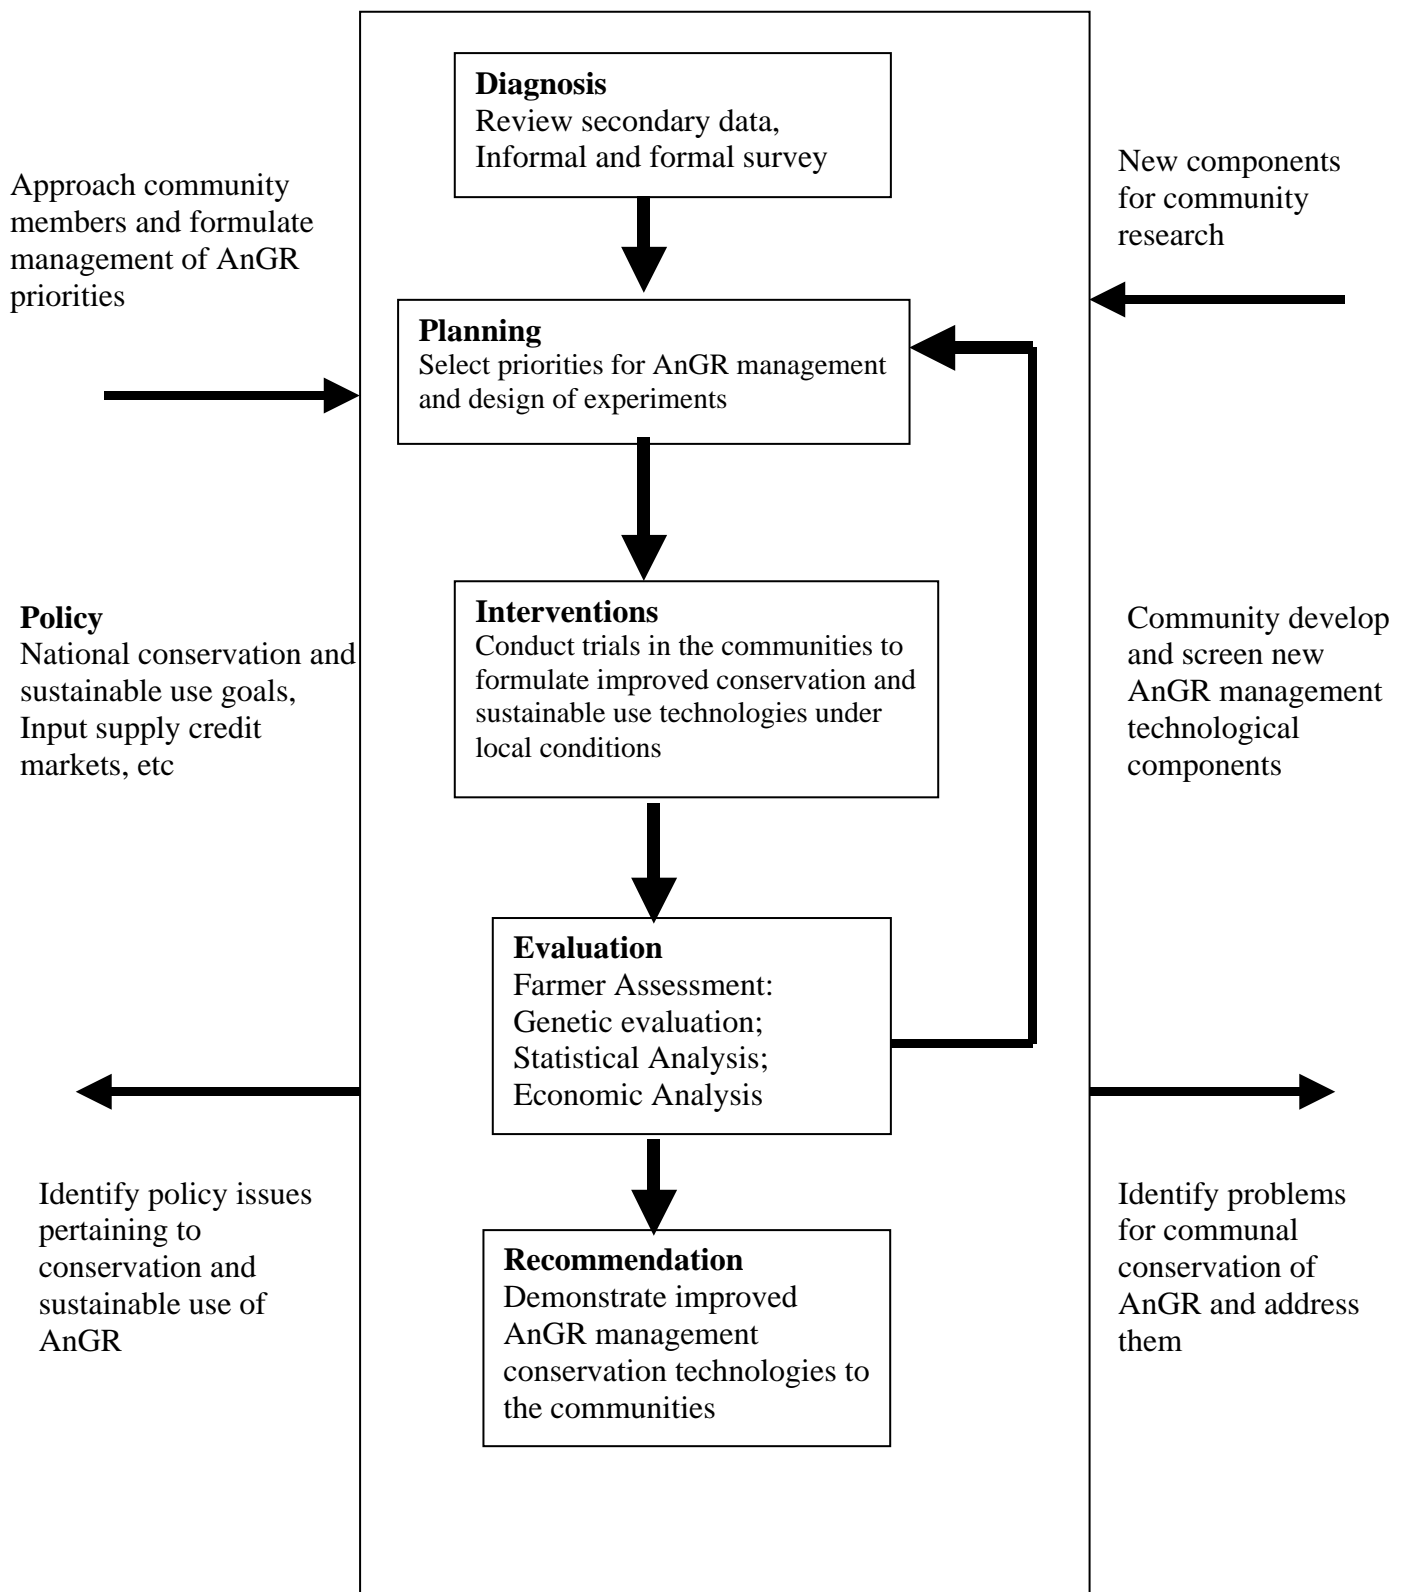 Diagnosis
Review secondary data,
Informal and formal survey
Approach community
members and formulate
management of AnGR
priorities
New components
for community
research
Planning
Select priorities for AnGR management
and design of experiments
Policy
National conservation and
sustainable use goals,
Input supply credit
markets, etc
Interventions
Conduct trials in the communities to
formulate improved conservation and
sustainable use technologies under
local conditions
Community develop
and screen new
AnGR management
technological
components
Evaluation
Farmer Assessment:
Genetic evaluation;
Statistical Analysis;
Economic Analysis
Identify policy issues
pertaining to
conservation and
sustainable use of
AnGR
Recommendation
Demonstrate improved
AnGR management
conservation technologies to
the communities
Identify problems
for communal
conservation of
AnGR and address
them